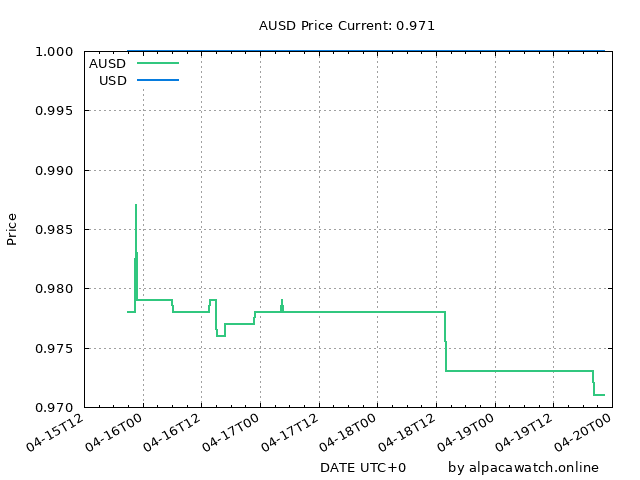 AUSD Price Current: 0.971
1.000
AUSD
USD
0.995
0.990
0.985
Price
0.980
0.975
0.970
04-15T12
04-16T00
04-16T12
04-17T00
04-17T12
04-18T00
04-18T12
04-19T00
04-19T12
04-20T00
DATE UTC+0
by alpacawatch.online